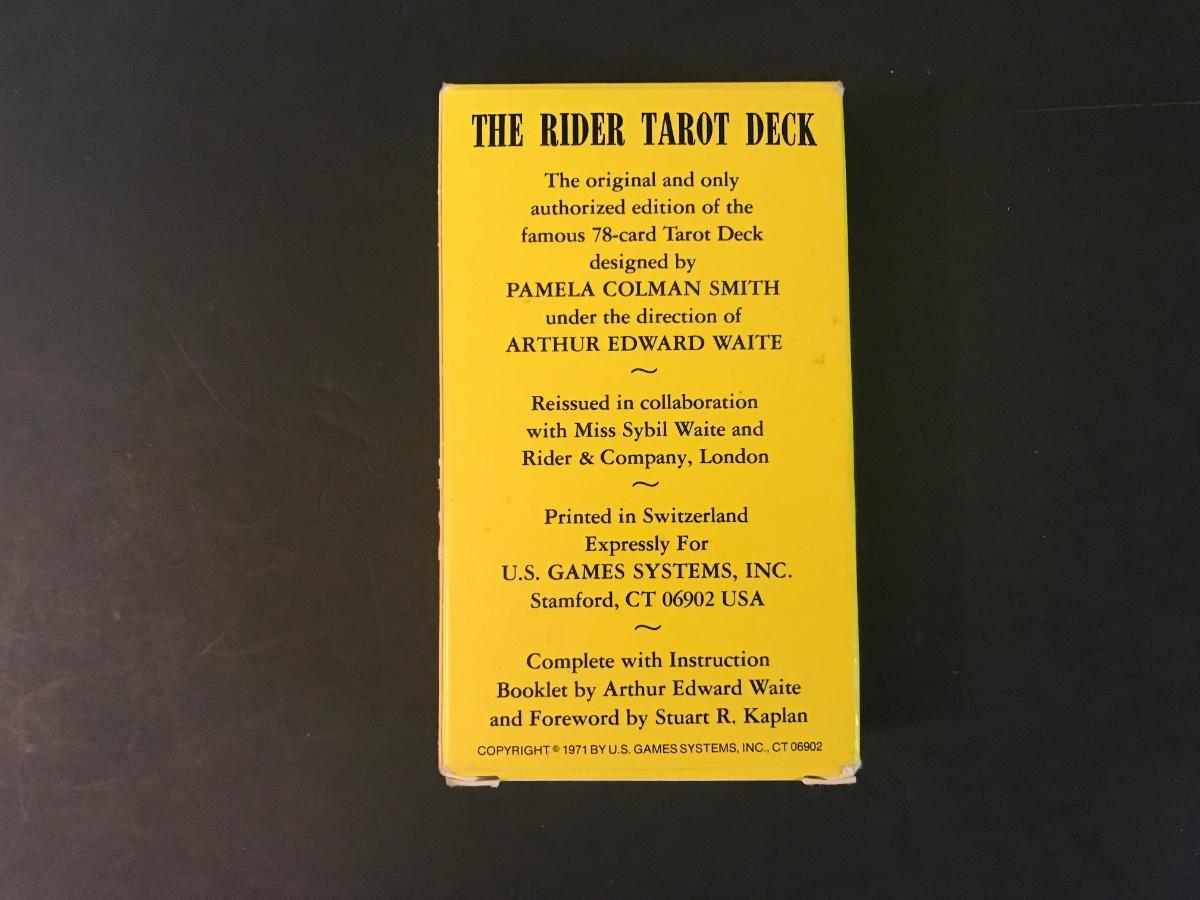 THE RIDER TAROT DECK
The original and only
authorized edition of the
famous 78-card Tarot Deck
designed by
PAMELA COLMAN SMITH
under the direction of
ARTHUR EDWARD WAITE
~
Reissued in collaboration
with Miss Sybil Waite and
Rider & Company, London
~
Printed in Switzerland
Expressly For
U.S. GAMES SYSTEMS, INC.
Stamford, CT 06902 USA
~
Complete with Instruction
Booklet by Arthur Edward Waite
and Foreword by Stuart R. Kaplan
COPYRIGHT © 1971 BY U.S. GAMES SYSTEMS, INC., CT 06902